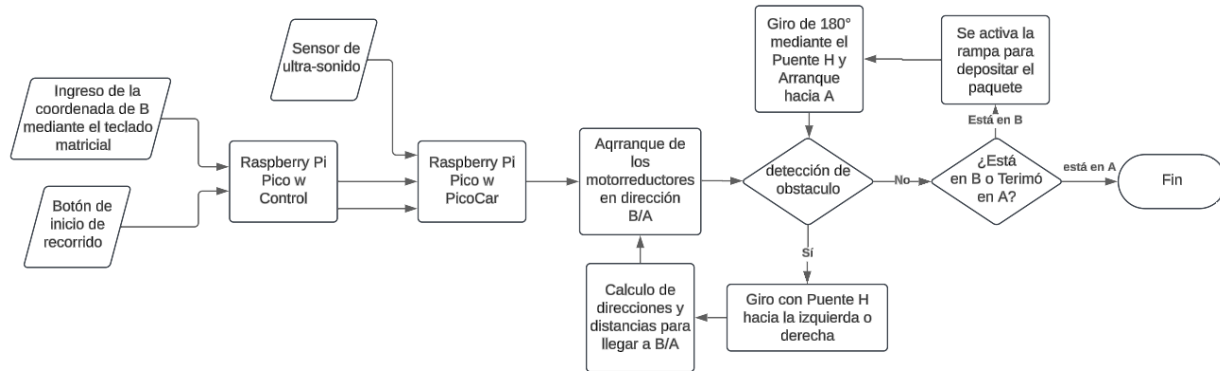 Ingreso de la
coordenada de B
mediante el teclado
matricial
Botón de
inicio de
recorrido
Sensor de
ultra-sonido
Raspberry Pi
Pico w
Control
Raspberry Pi
Pico w
PicoCar
Aqrranque de
los
motorreductores
en dirección
B/A
Calculo de
direcciones y
distancias para
llegar a B/A
Giro de 180°
mediante el
Puente H y
Arranque
hacia A
detección de
obstaculo
Sí
Giro con Puente H
hacia la izquierda o
derecha
No
Se activa la
rampa para
depositar el
paquete
Está en B
¿Está
en B o Terimó
en A?
está en A
Fin